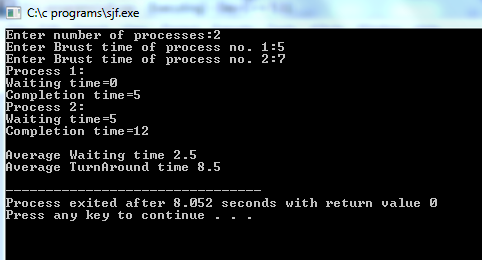 C:\c programs\sjf.exe
Enter number of processes:2
Enter Brust time of process no. 1:5
Enter Brust time of process no. 2:7
Process 1:
Waiting time=0
Completion time=5
Process 2:
Waiting time=5
Completion time=12
Average Waiting time 2.5
Average TurnAround time 8.5
--------------------------------
Process exited after 8.052 seconds with return value 0
Press any key to continue . . .